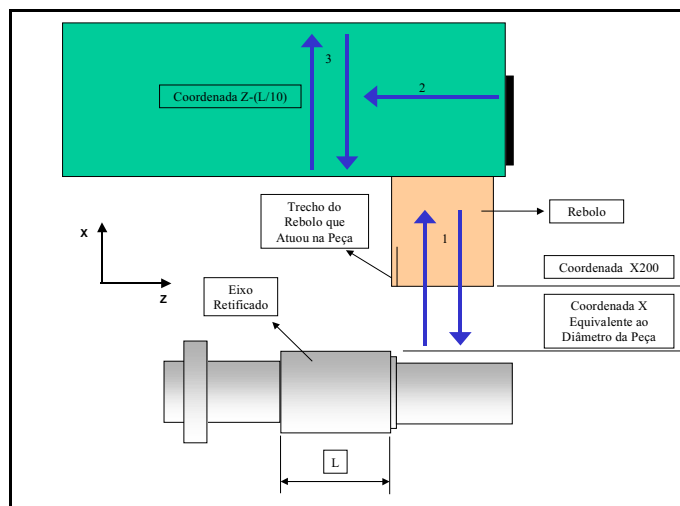 3
Coordenada Z-(L/10)
2
Trecho do
Rebolo que
Atuou na Peça
1
Rebolo
X
Z
Coordenada X200
Eixo
Retificado
Coordenada X
Equivalente ao
Diâmetro da Peça
L